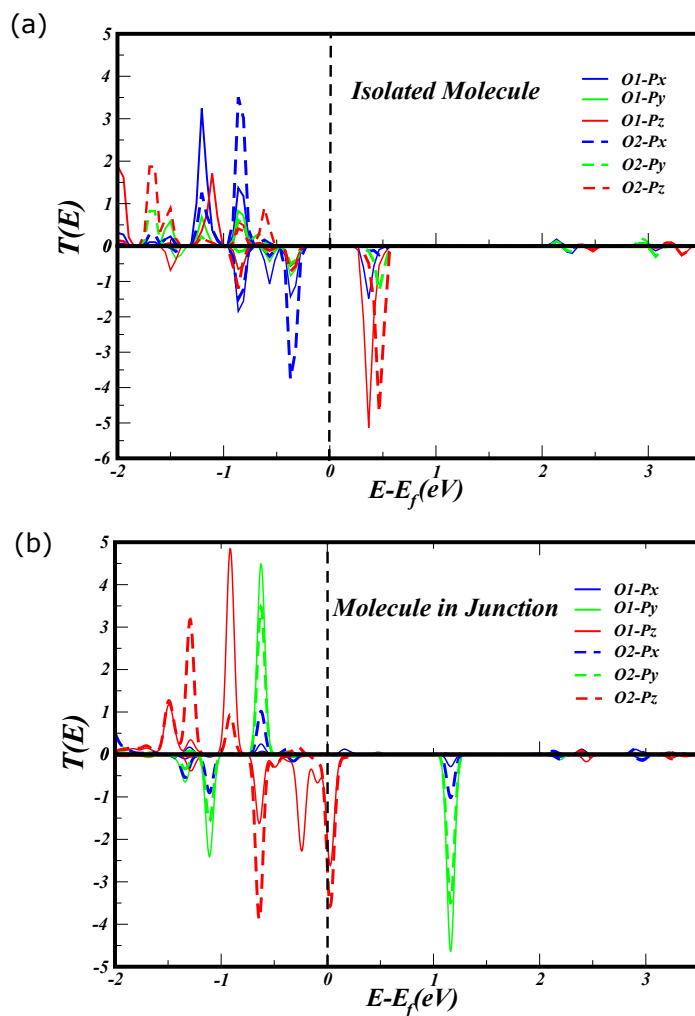 (a)
5
4
3
2
1
0
-1
-2
-3
-4
-5
-6
T(E)
Isolated Molecule
O1-Px
O1-Py
O1-Pz
O2-Px
O2-Py
O2-Pz
-2 -1 0 1 2 3
E-Ef(eV)
(b)
5
4
3
2
1
0
-1
-2
-3
-4
-5
T(E)
Molecule in Junction
O1-Px
O1-Py
O1-Pz
O2-Px
O2-Py
O2-Pz
-2 -1 0 1 2 3
E-Ef(eV)